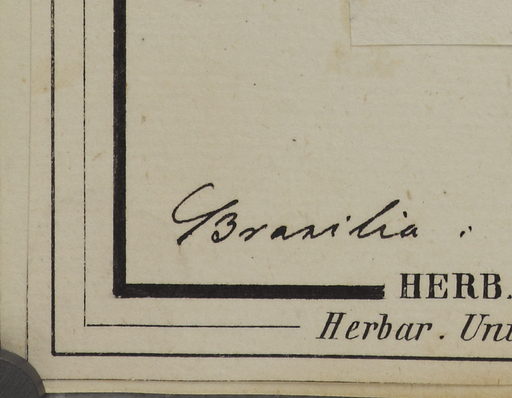 Brasilia.
HERB.
Herbar. Uni